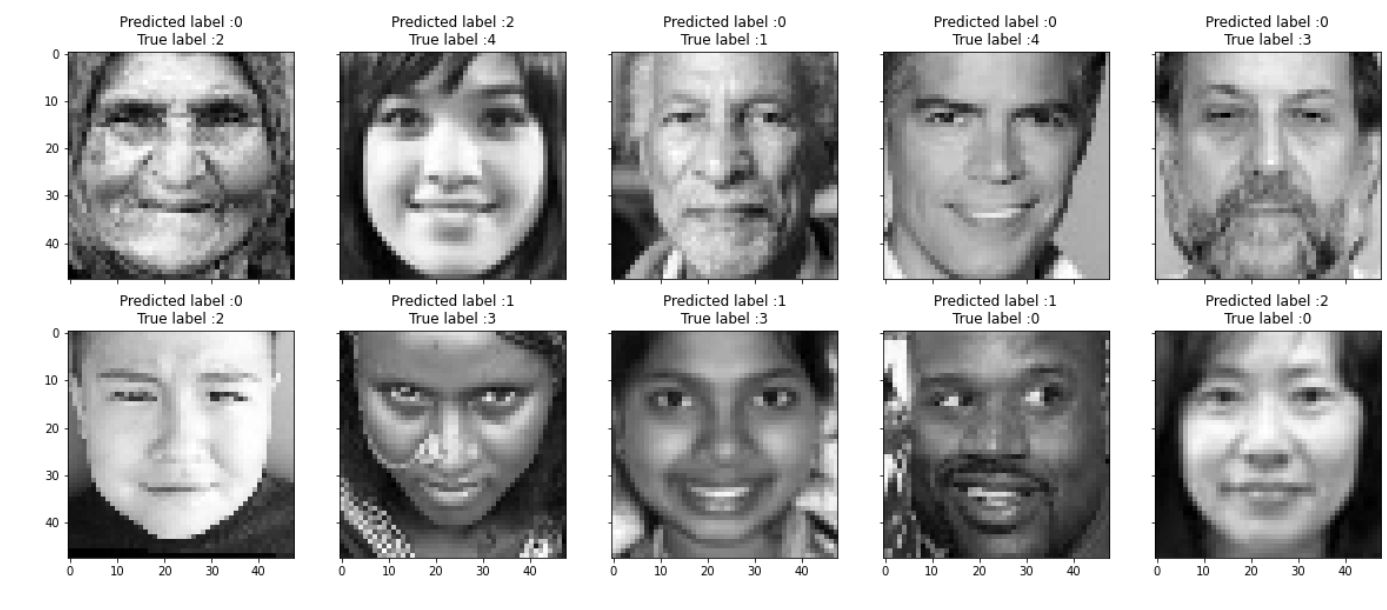 Predicted label :0
True label :2
Predicted label :2
True label :4
Predicted label :0
True label :1
Predicted label :0
True label :4
Predicted label :0
True label :3
0
10
20
30
40
Predicted label :0
True label :2
Predicted label :1
True label :3
Predicted label :1
True label :3
Predicted label :1
True label :0
Predicted label :2
True label :0
0
10
20
30
40
0 10 20 30 40
0 10 20 30 40
0 10 20 30 40
0 10 20 30 40
0 10 20 30 40